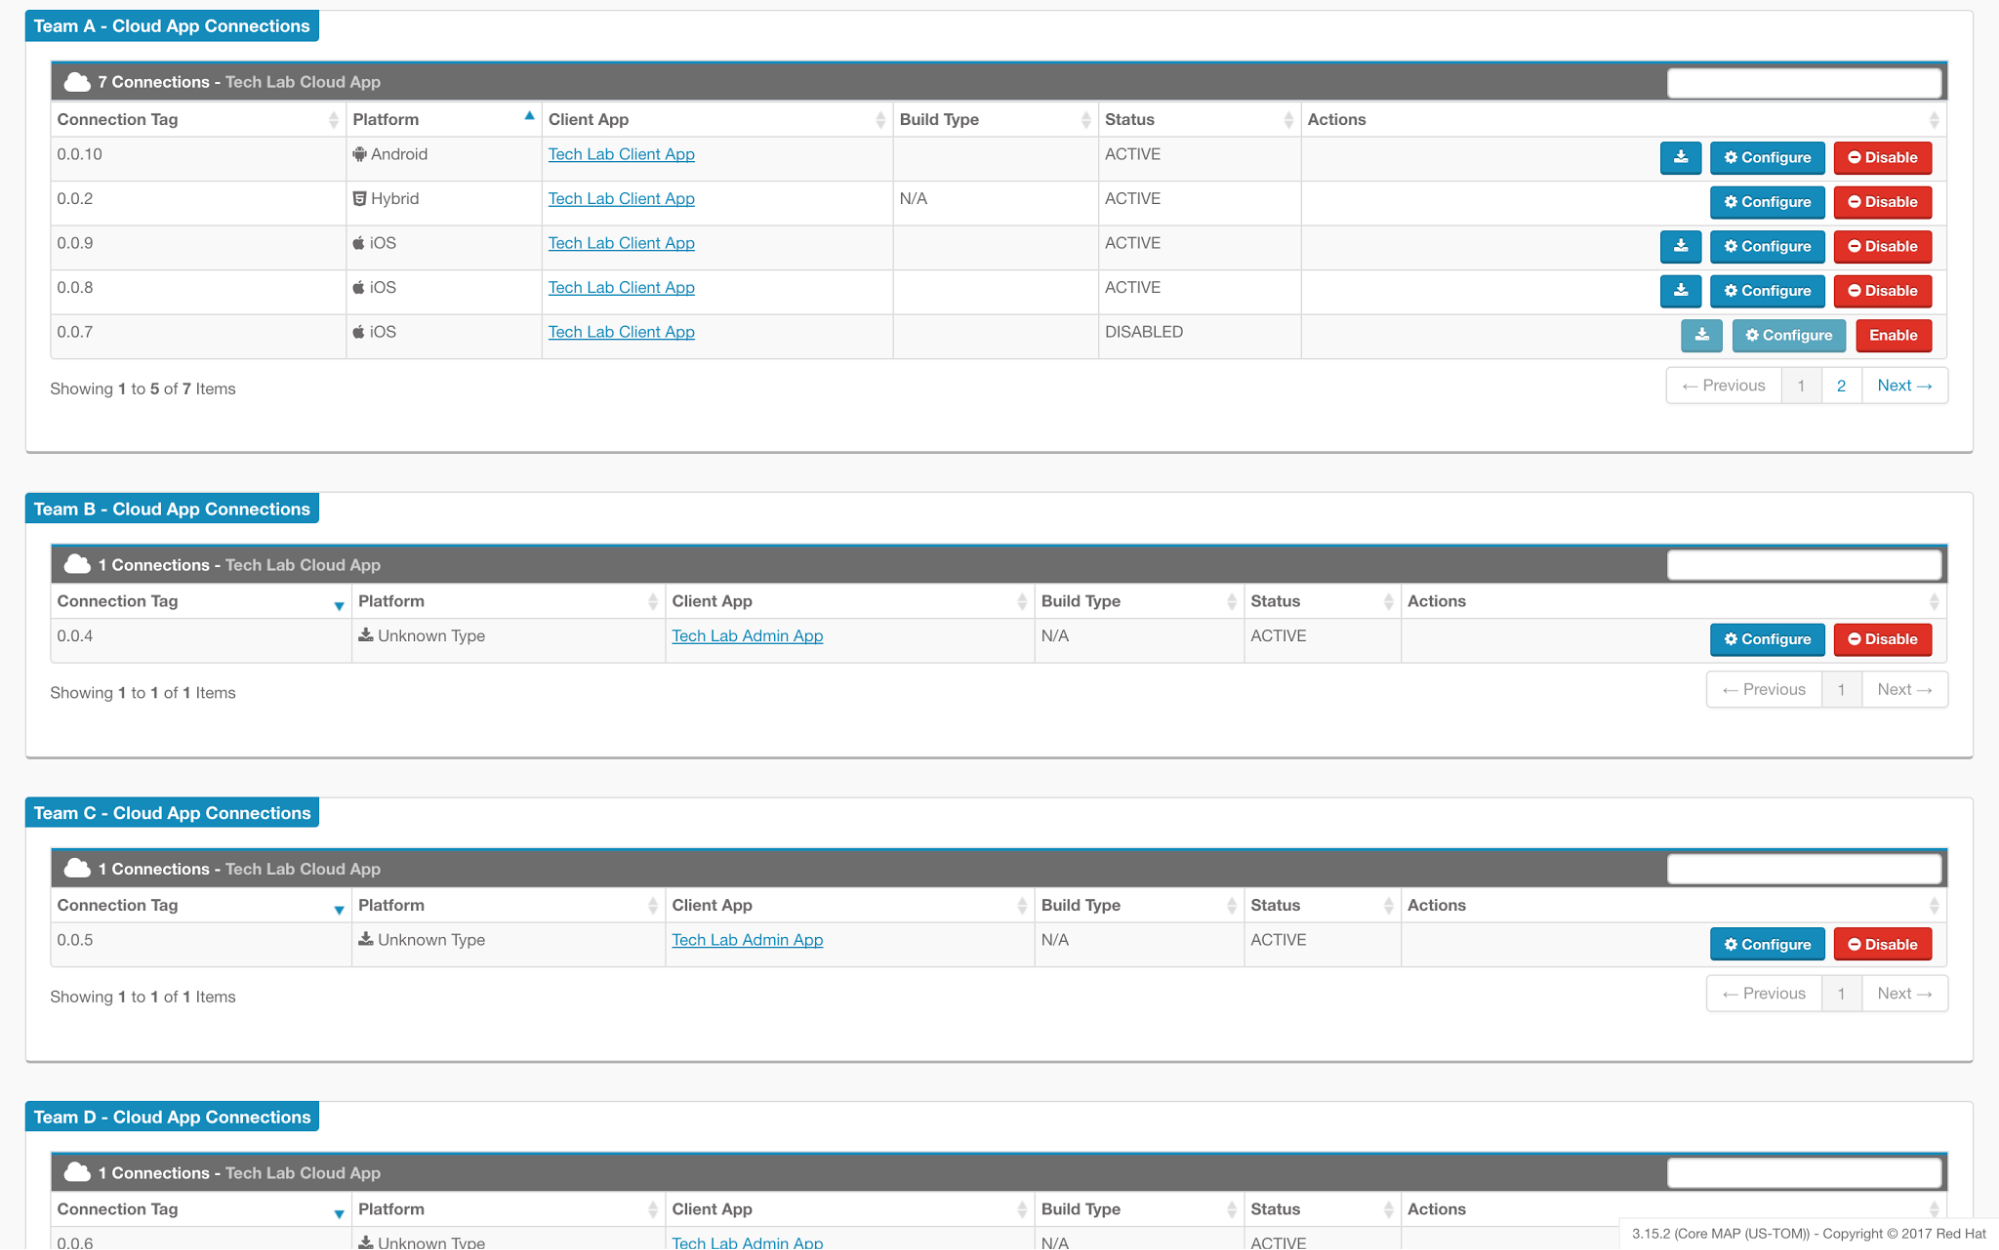 Team A - Cloud App Connections
7 Connections - Tech Lab Cloud App
Connection Tag Platform Client App Build Type Status Actions
0.0.10 Android Tech Lab Client App ACTIVE Configure Disable
0.0.2 Hybrid Tech Lab Client App N/A ACTIVE Configure Disable
0.0.9 iOS Tech Lab Client App ACTIVE Configure Disable
0.0.8 iOS Tech Lab Client App ACTIVE Configure Disable
0.0.7 iOS Tech Lab Client App DISABLED Configure Enable
Showing 1 to 5 of 7 Items ← Previous 1 2 Next →
Team B - Cloud App Connections
1 Connections - Tech Lab Cloud App
Connection Tag Platform Client App Build Type Status Actions
0.0.4 Unknown Type Tech Lab Admin App N/A ACTIVE Configure Disable
Showing 1 to 1 of 1 Items ← Previous 1 Next →
Team C - Cloud App Connections
1 Connections - Tech Lab Cloud App
Connection Tag Platform Client App Build Type Status Actions
0.0.5 Unknown Type Tech Lab Admin App N/A ACTIVE Configure Disable
Showing 1 to 1 of 1 Items ← Previous 1 Next →
Team D - Cloud App Connections
1 Connections - Tech Lab Cloud App
Connection Tag Platform Client App Build Type Status Actions
0.0.6 Unknown Type Tech Lab Admin App N/A ACTIVE
3.15.2 (Core MAP (US-TOM)) - Copyright © 2017 Red Hat